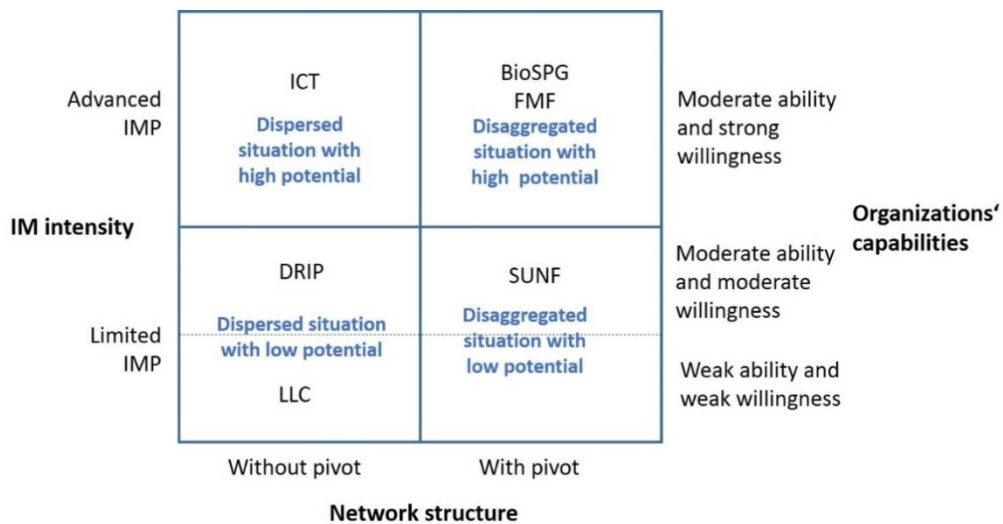 ICT
Dispersed
situation with
high potential
BioSPG
FMF
Disaggregated
situation with
high potential
Advanced
IMP
Moderate ability
and strong
willingness
IM intensity
Organizations‘
capabilities
DRIP
Dispersed situation
with low potential
LLC
SUNF
Disaggregated
situation with
low potential
Limited
IMP
Moderate ability
and moderate
willingness
Weak ability and
weak willingness
Without pivot
With pivot
Network structure